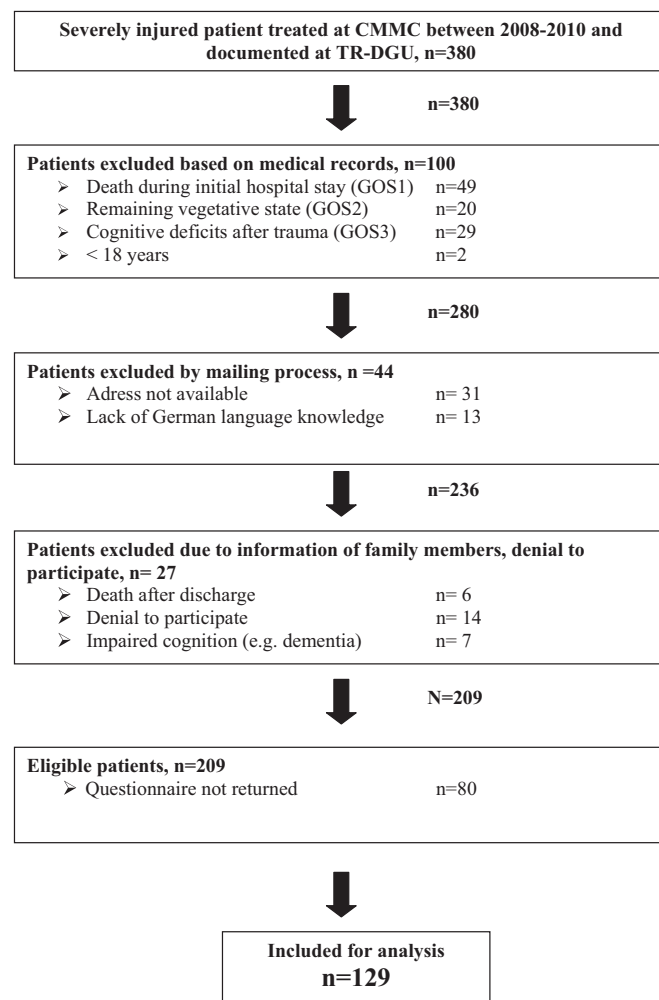 Severely injured patient treated at CMMC between 2008-2010 and
documented at TR-DGU, n=380
n=380
Patients excluded based on medical records, n=100
➢ Death during initial hospital stay (GOS1) n=49
➢ Remaining vegetative state (GOS2) n=20
➢ Cognitive deficits after trauma (GOS3) n=29
➢ < 18 years n=2
n=280
Patients excluded by mailing process, n =44
➢ Adress not available n= 31
➢ Lack of German language knowledge n= 13
n=236
Patients excluded due to information of family members, denial to
participate, n= 27
➢ Death after discharge n= 6
➢ Denial to participate n= 14
➢ Impaired cognition (e.g. dementia) n= 7
N=209
Eligible patients, n=209
➢ Questionnaire not returned n=80
Included for analysis
n=129